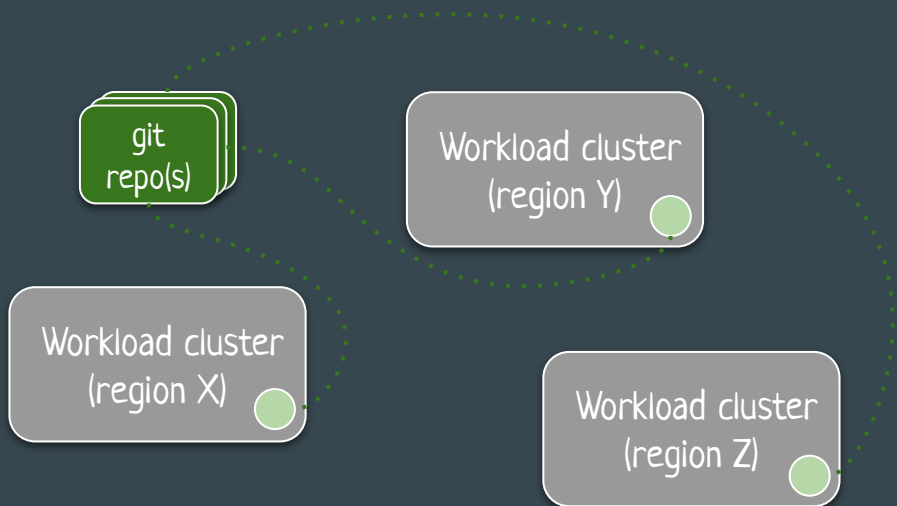 git
repo(s)
Workload cluster
(region Y)
Workload cluster
(region X)
Workload cluster
(region Z)